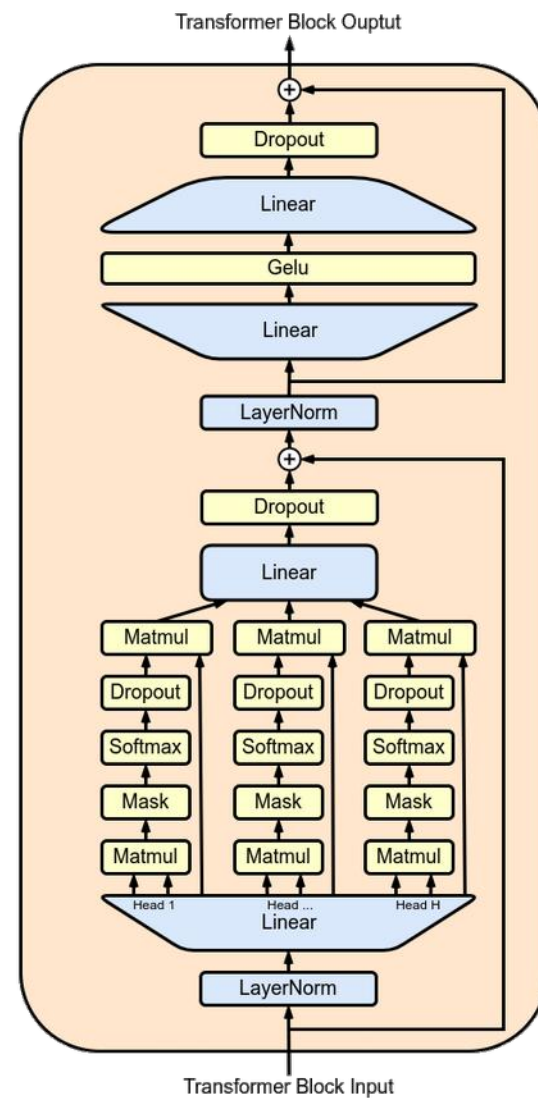 Transformer Block Ouptut
+
Dropout
Linear
Gelu
Linear
LayerNorm
+
Dropout
Linear
Matmul Matmul Matmul
Dropout Dropout Dropout
Softmax Softmax Softmax
Mask Mask Mask
Matmul Matmul Matmul
Head 1 Head ... Head H
Linear
LayerNorm
Transformer Block Input